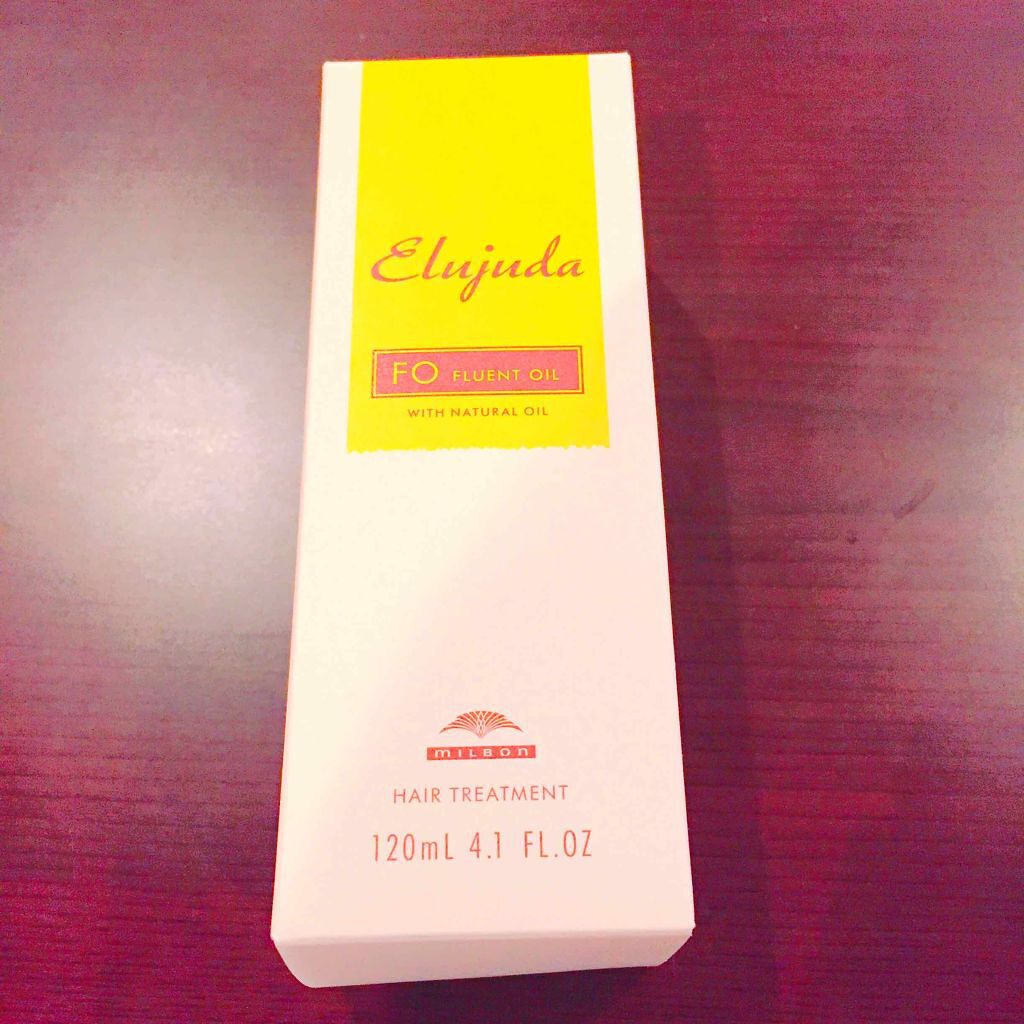 Elujuda
FO FLUENT OIL
WITH NATURAL OIL
MILBON
HAIR TREATMENT
120mL 4.1 FL.OZ